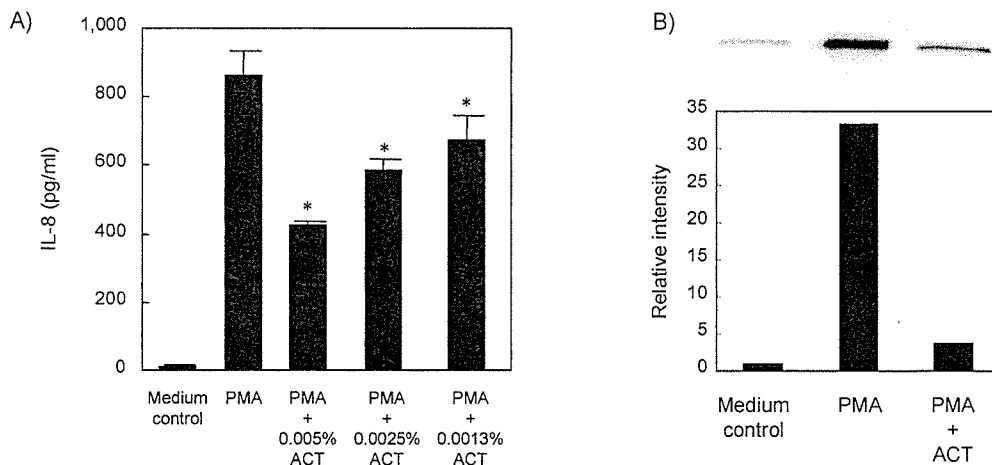 A)
IL-8 (pg/ml)
1,000
800
600
400
200
0
*
*
*
Medium
control
PMA
PMA
+
0.005%
ACT
PMA
+
0.0025%
ACT
PMA
+
0.0013%
ACT
B)
Relative intensity
35
30
25
20
15
10
5
0
Medium
control
PMA
PMA
+
ACT